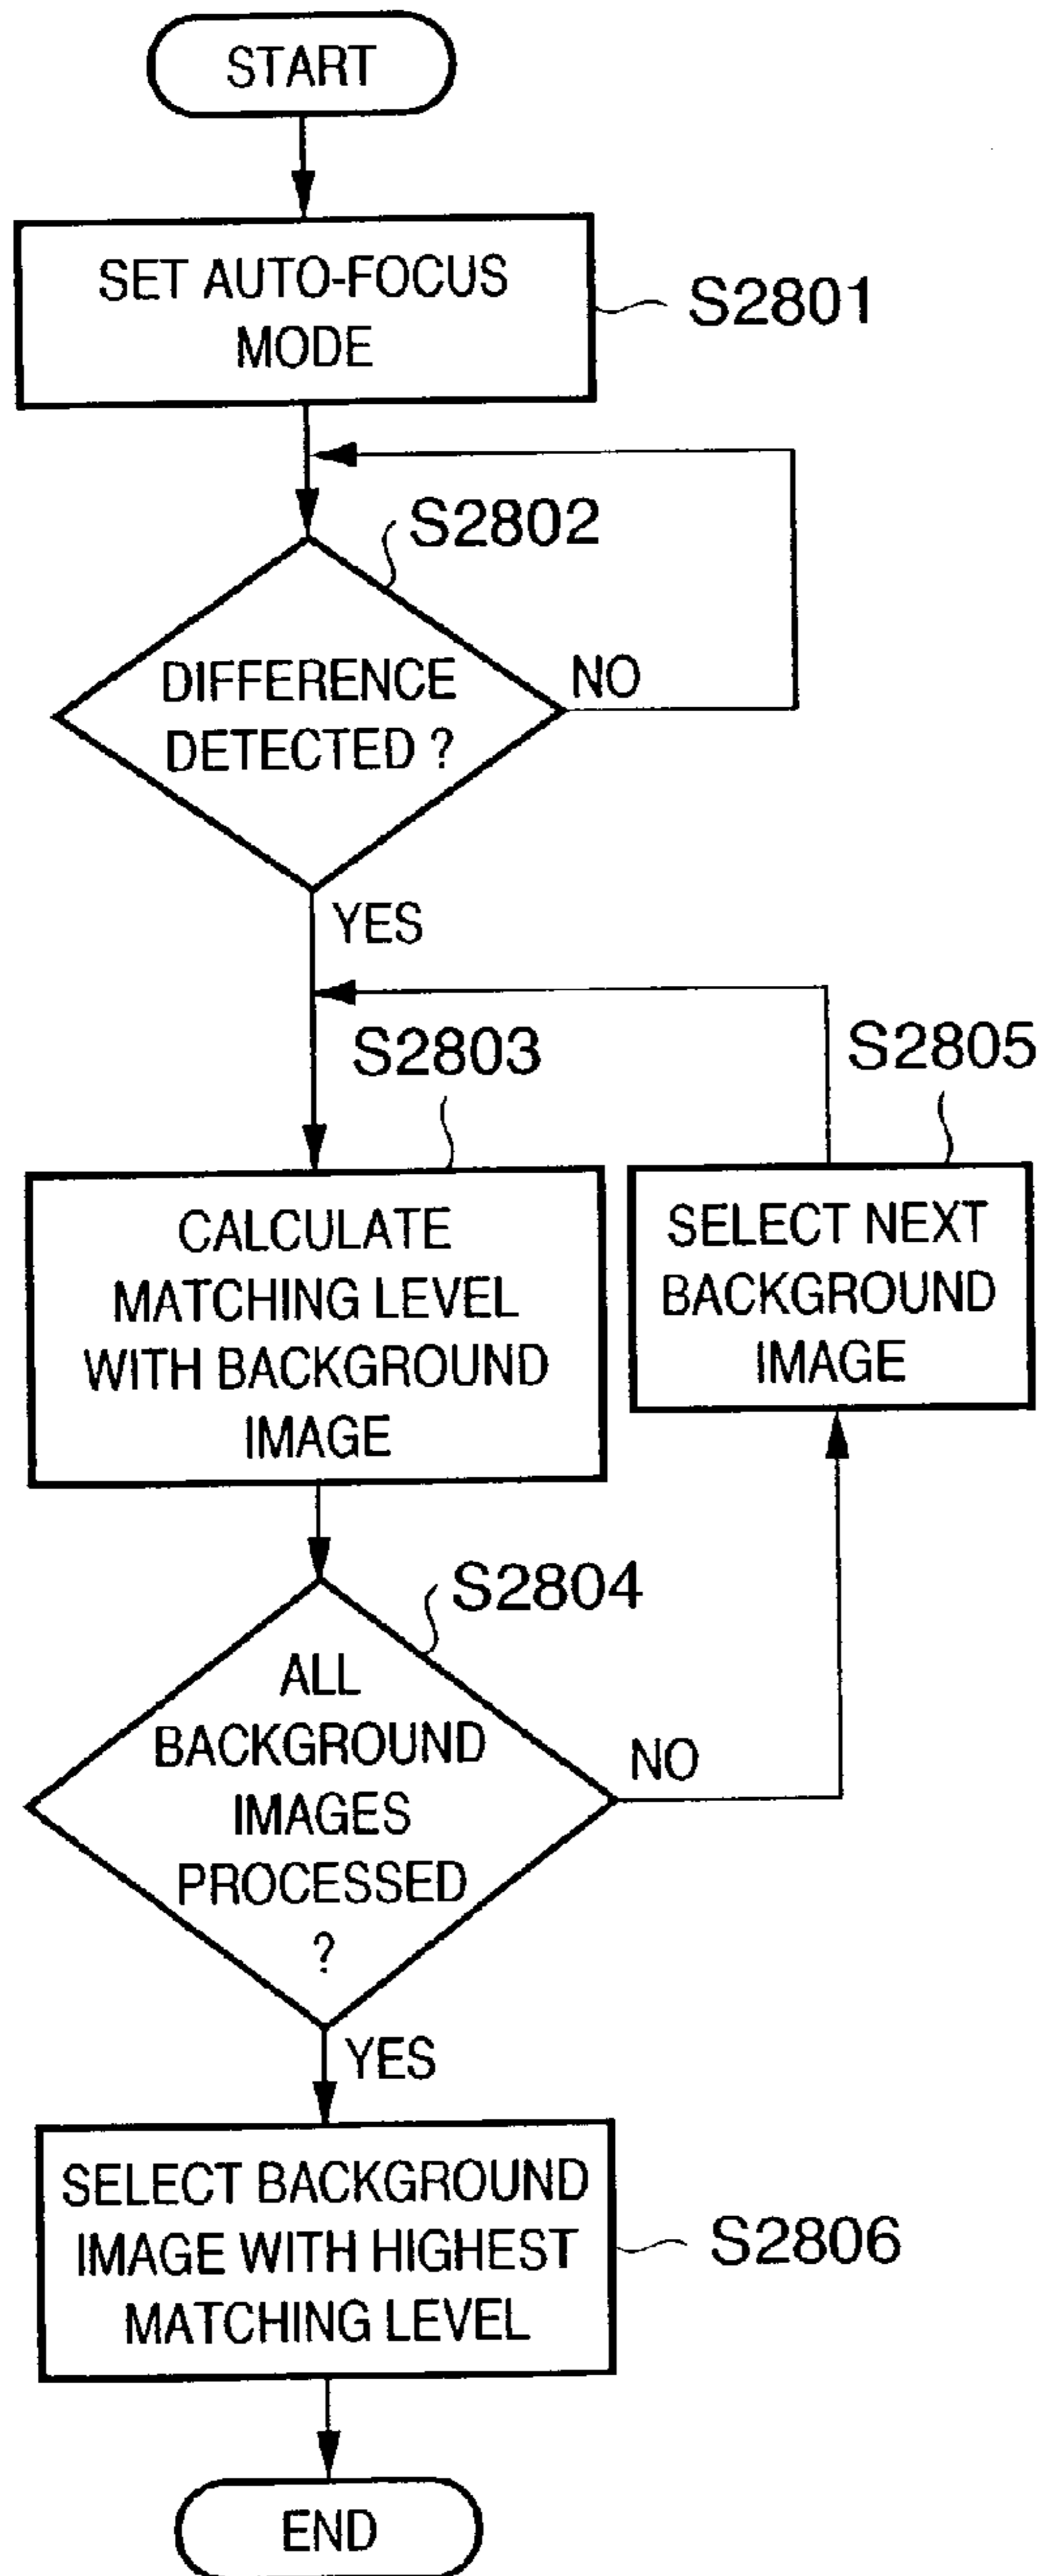 START
SET AUTO-FOCUS
MODE
S2801
S2802
DIFFERENCE
DETECTED ?
NO
YES
S2803
CALCULATE
MATCHING LEVEL
WITH BACKGROUND
IMAGE
S2805
SELECT NEXT
BACKGROUND
IMAGE
S2804
ALL
BACKGROUND
IMAGES
PROCESSED
?
NO
YES
SELECT BACKGROUND
IMAGE WITH HIGHEST
MATCHING LEVEL
S2806
END